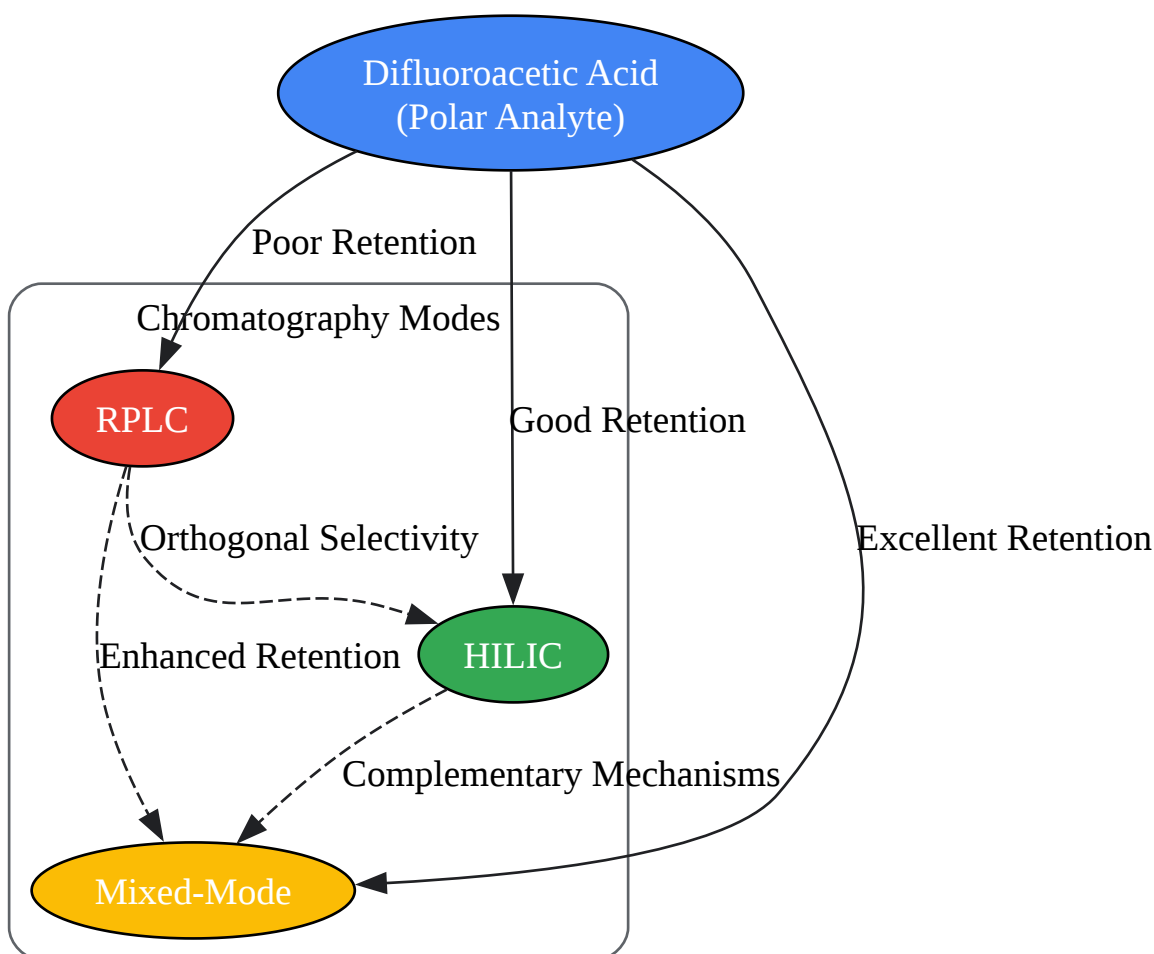 Difluoroacetic Acid
(Polar Analyte)
Poor Retention
Chromatography Modes
RPLC
Good Retention
Orthogonal Selectivity
Excellent Retention
Enhanced Retention
HILIC
Complementary Mechanisms
Mixed-Mode